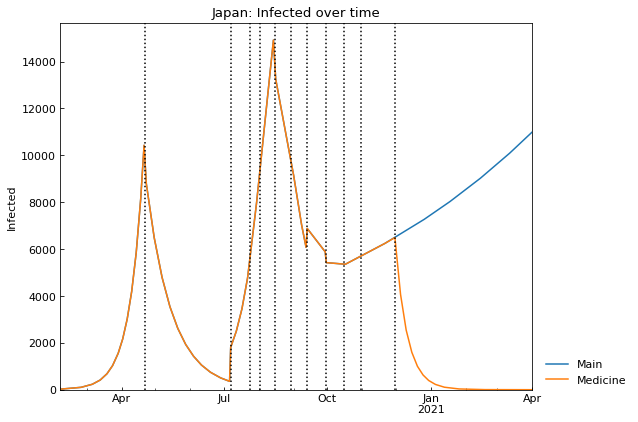 Japan: Infected over time
14000
12000
10000
8000
6000
4000
2000
0
Infected
Apr
Jul
Oct
Jan
2021
Apr
Main
Medicine